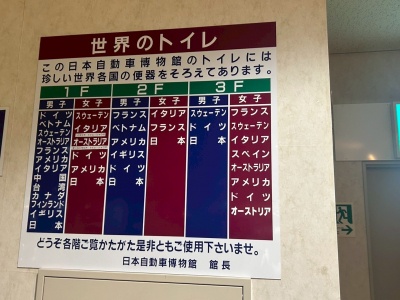 世界のトイレ
この日本自動車博物館のトイレには
珍しい世界各国の便器をそろえてあります。
1F 2F 3F
男子 女子 男子 女子 男子 女子
ドイツ
ベトナム
スウェーデン
オーストラリア
フランス
アメリカ
イタリア
中国
台湾
カナダ
フィンランド
イギリス
日本
スウェーデン
イタリア
オーストラリア
ドイツ
アメリカ
日本
フランス
ベトナム
アメリカ
イギリス
ドイツ
日本
イタリア
フランス
日本
スウェーデン
ドイツ
日本
フランス
スウェーデン
日本
イタリア
スペイン
アメリカ
ドイツ
オーストリア
どうぞ各階ご覧かたがた是非ともご使用下さいませ。
日本自動車博物館 館長